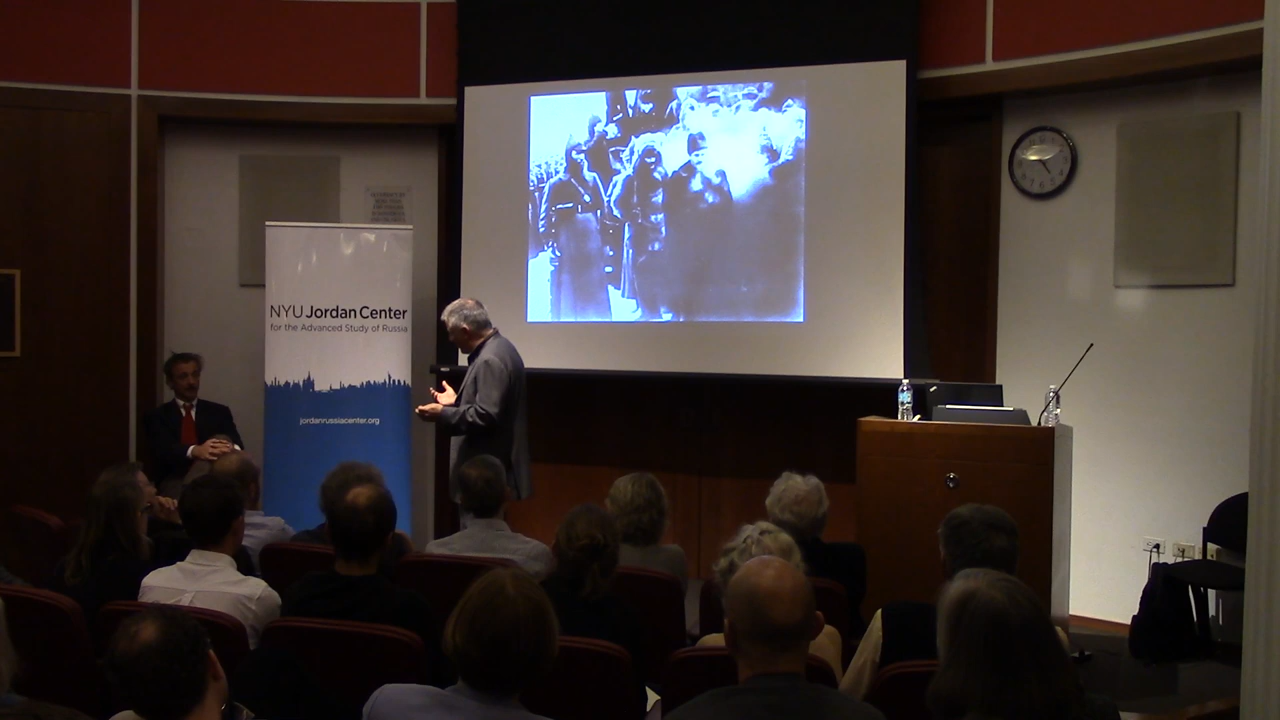 NYU Jordan Center
for the Advanced Study of Russia
jordanrussiacenter.org